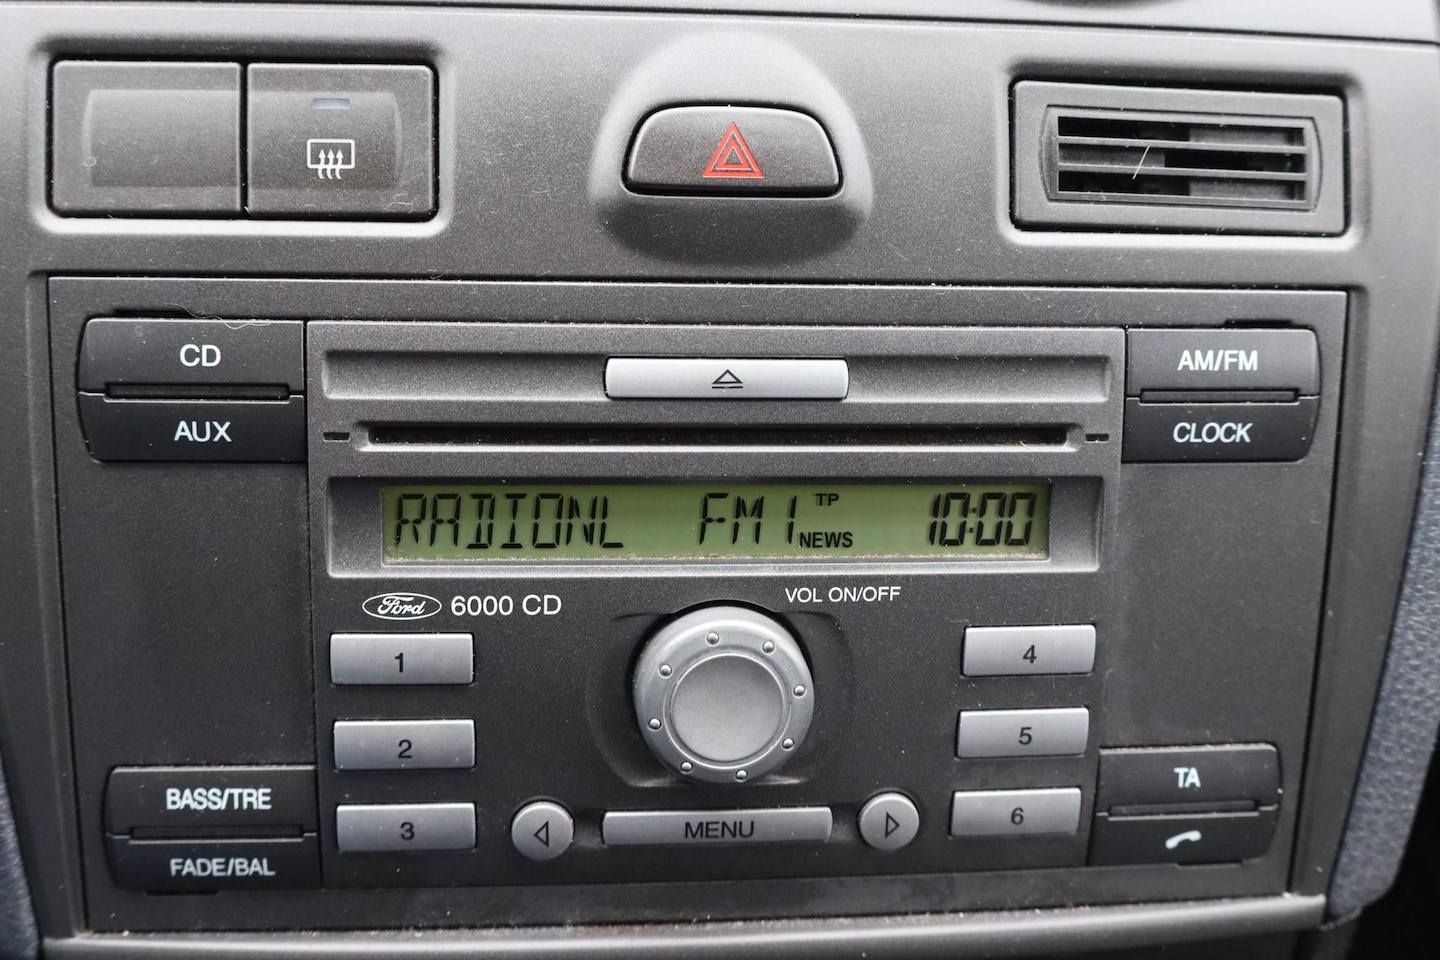 CD
AUX
AM/FM
CLOCK
RADIONL FM1 TP NEWS 10:00
Ford 6000 CD
VOL ON/OFF
1
2
3
4
5
6
BASS/TRE
FADE/BAL
MENU
TA